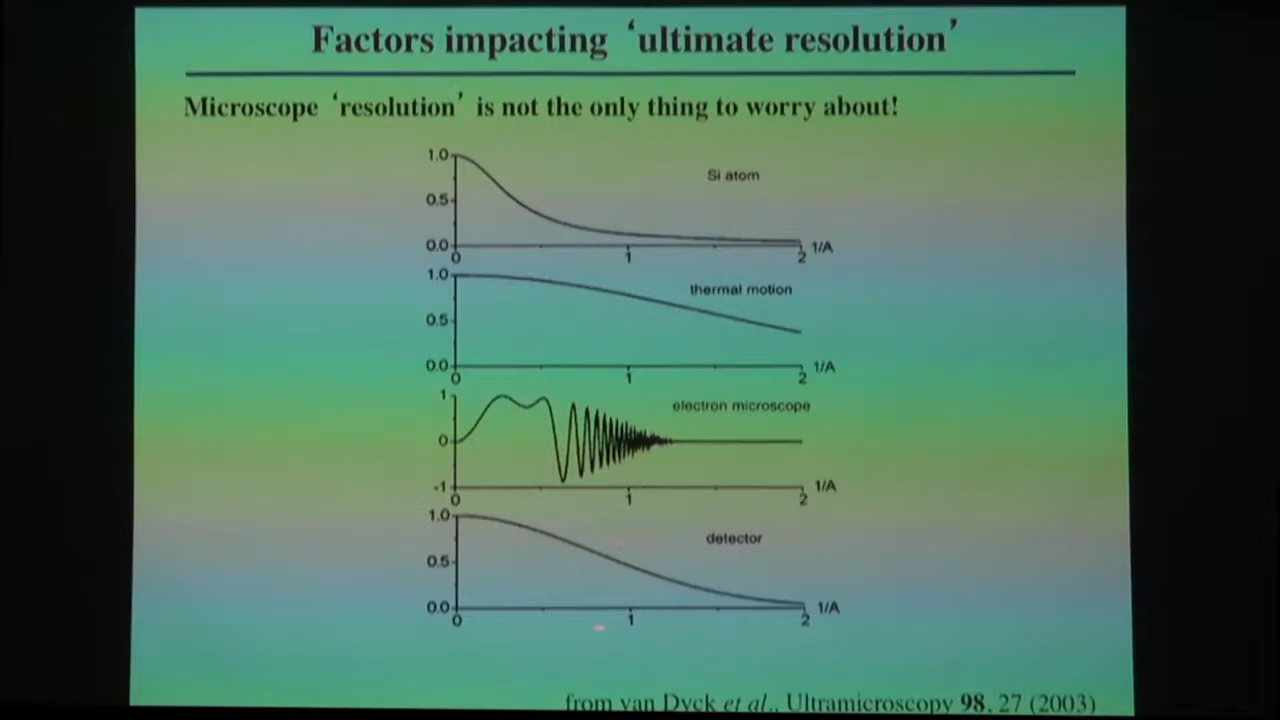 Factors impacting ‘ultimate resolution’
Microscope ‘resolution’ is not the only thing to worry about!
1.0
Si atom
0.5
0.0
0 1 2 1/A
1.0
thermal motion
0.5
0.0
0 1 2 1/A
1
electron microscope
0
-1
0 1 2 1/A
1.0
detector
0.5
0.0
0 1 2 1/A
from van Dyck et al., Ultramicroscopy 98, 27 (2003)